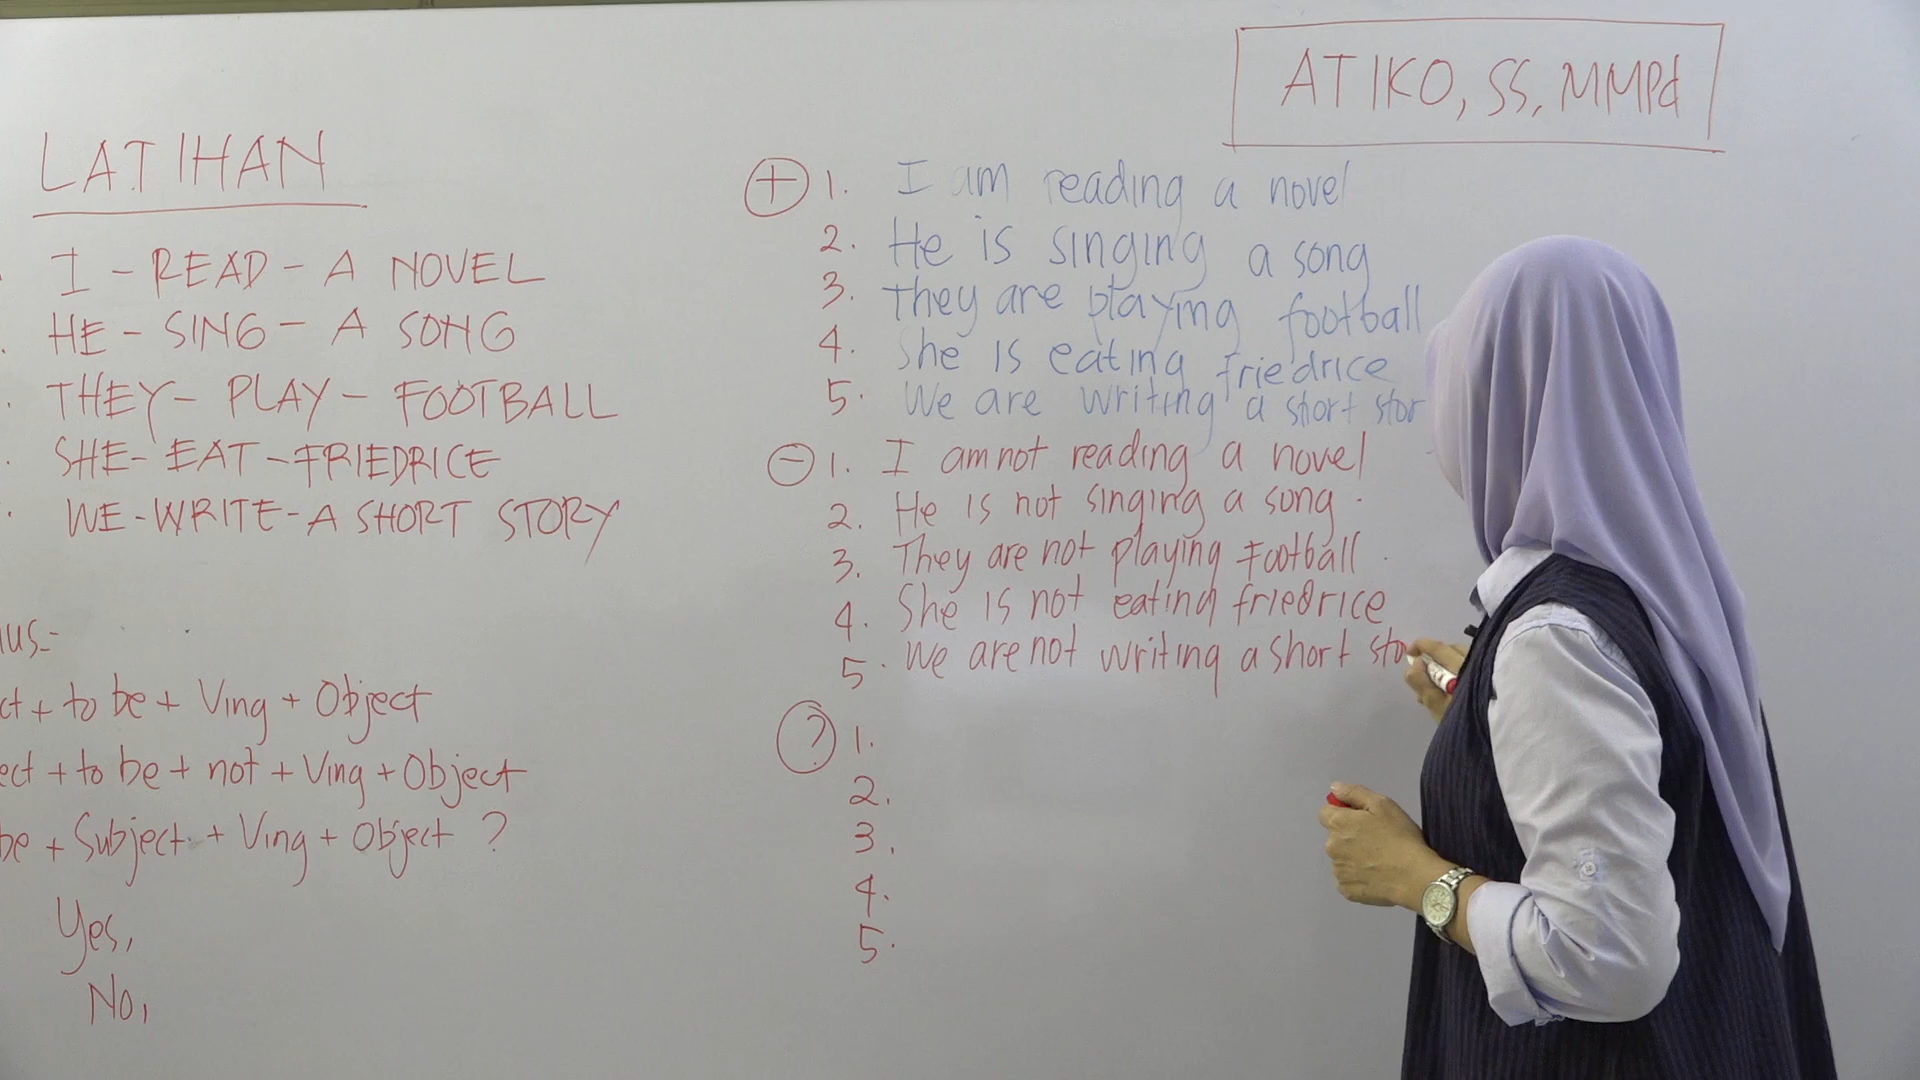 ATIKO, SS, MMPd
LATIHAN
I - READ - A NOVEL
HE - SING - A SONG
THEY - PLAY - FOOTBALL
SHE - EAT - FRIEDRICE
WE - WRITE - A SHORT STORY
+ to be + Ving + Object
+ to be + not + Ving + Object
be + Subject + Ving + Object ?
Yes,
No,
+ 1. I am reading a novel
2. He is singing a song
3. They are playing football
4. She is eating friedrice
5. We are writing a short stor
- 1. I am not reading a novel
2. He is not singing a song.
3. They are not playing Football.
4. She is not eating friedrice
5. We are not writing a short sto
? 1.
2.
3.
4.
5.